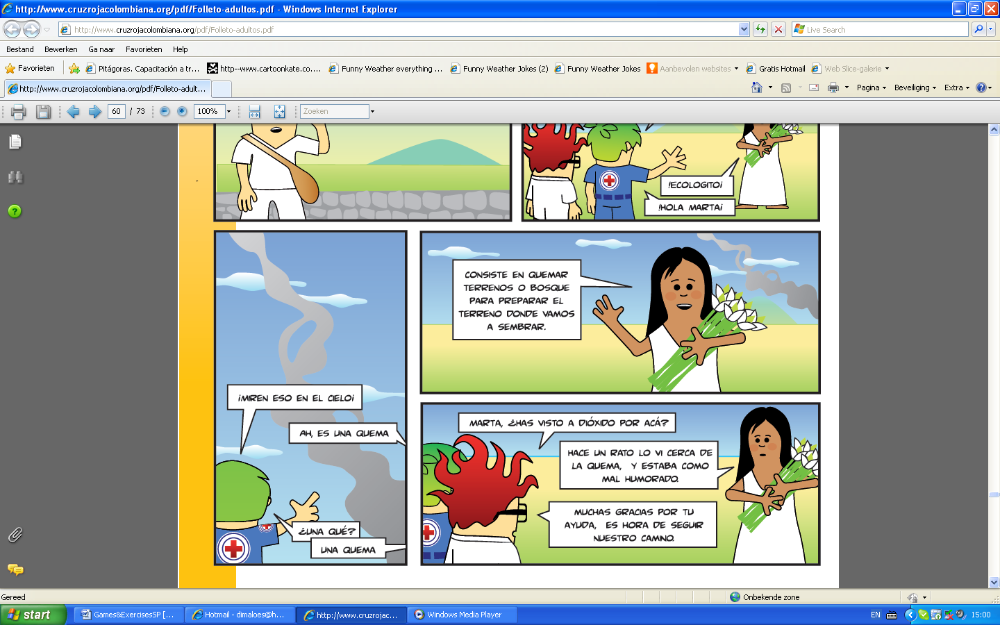 http://www.cruzrojacolombiana.org/pdf/Folleto-adultos.pdf - Windows Internet Explorer
http://www.cruzrojacolombiana.org/pdf/Folleto-adultos.pdf
Live Search
Bestand Bewerken Ga naar Favorieten Help
Favorieten Pitágoras. Capacitación a tr... http--www.cartoonkate.co.... Funny Weather everything ... Funny Weather Jokes (2) Funny Weather Jokes Aanbevolen websites Gratis Hotmail Web Slice-galerie
http://www.cruzrojacolombiana.org/pdf/Folleto-adult... Pagina Beveiliging Extra
60 / 73 100% Zoeken
!ECOLOGITO¡
!HOLA MARTA¡
¡MIREN ESO EN EL CIELO¡
AH, ES UNA QUEMA
¿UNA QUÉ?
UNA QUEMA
CONSISTE EN QUEMAR
TERRENOS O BOSQUE
PARA PREPARAR EL
TERRENO DONDE VAMOS
A SEMBRAR.
MARTA, ¿HAS VISTO A DIÓXIDO POR ACÁ?
HACE UN RATO LO VI CERCA DE
LA QUEMA, Y ESTABA COMO
MAL HUMORADO.
MUCHAS GRACIAS POR TU
AYUDA, ES HORA DE SEGUIR
NUESTRO CAMINO.
Gereed Onbekende zone
start Games&ExercisesSP [... Hotmail - dimaloes@h... http://www.cruzrojac... Windows Media Player EN 15:00